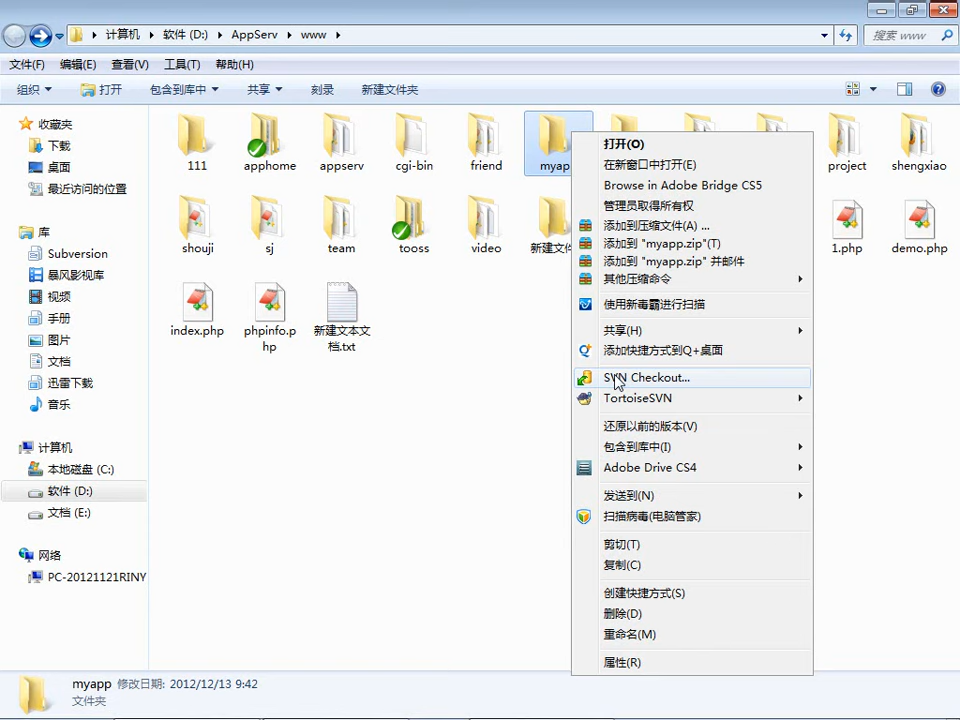 计算机 ▸ 软件 (D:) ▸ AppServ ▸ www ▸
搜索 www
文件(F) 编辑(E) 查看(V) 工具(T) 帮助(H)
组织 打开 包含到库中 共享 刻录 新建文件夹
收藏夹
下载
桌面
最近访问的位置
库
Subversion
暴风影视库
视频
手册
图片
文档
迅雷下载
音乐
计算机
本地磁盘 (C:)
软件 (D:)
文档 (E:)
网络
PC-20121121RINY
111 apphome appserv cgi-bin friend myap project shengxiao
shouji sj team tooss video 新建文件 1.php demo.php
index.php phpinfo.php 新建文本文档.txt
打开(O)
在新窗口中打开(E)
Browse in Adobe Bridge CS5
管理员取得所有权
添加到压缩文件(A) ...
添加到 "myapp.zip"(T)
添加到 "myapp.zip" 并邮件
其他压缩命令
使用新毒霸进行扫描
共享(H)
添加快捷方式到Q+桌面
SVN Checkout...
TortoiseSVN
还原以前的版本(V)
包含到库中(I)
Adobe Drive CS4
发送到(N)
扫描病毒(电脑管家)
剪切(T)
复制(C)
创建快捷方式(S)
删除(D)
重命名(M)
属性(R)
myapp 修改日期: 2012/12/13 9:42
文件夹